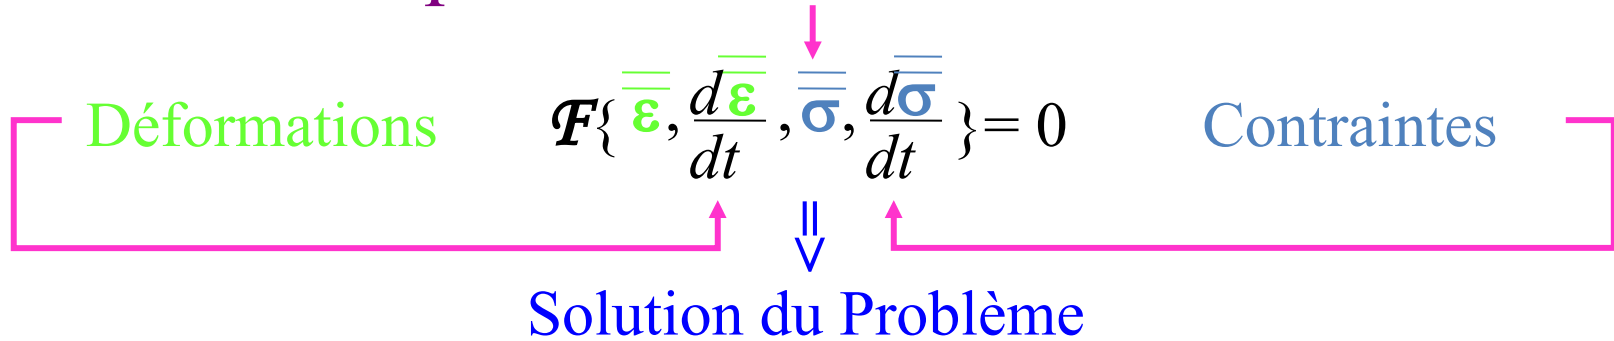 Déformations ℱ{ε̿, dε̿/dt, σ̿, dσ̿/dt} = 0 Contraintes
Solution du Problème